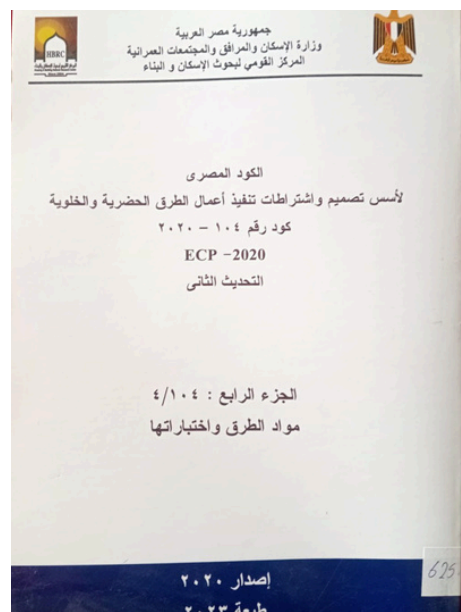 جمهورية مصر العربية
وزارة الإسكان والمرافق والمجتمعات العمرانية
المركز القومي لبحوث الإسكان و البناء
HBRC
الكود المصرى
لأسس تصميم واشتراطات تنفيذ أعمال الطرق الحضرية والخلوية
كود رقم ١٠٤ – ٢٠٢٠
ECP -2020
التحديث الثانى
الجزء الرابع : ٤/١٠٤
مواد الطرق واختباراتها
625
إصدار ٢٠٢٠
طبعة ٢٠٢٣